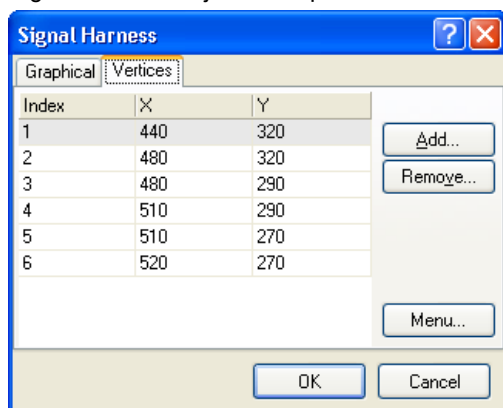 Signal Harness
Graphical Vertices
Index X Y
1 440 320
2 480 320
3 480 290
4 510 290
5 510 270
6 520 270
Add...
Remove...
Menu...
OK Cancel